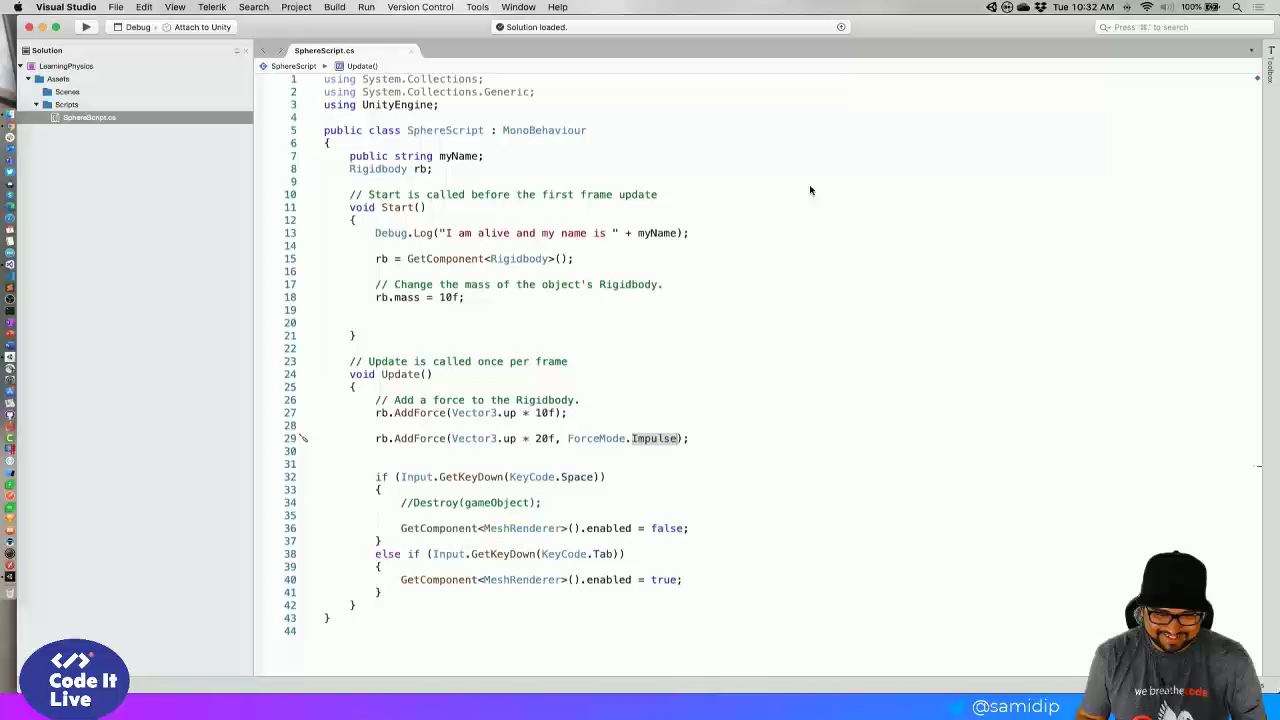 Visual Studio File Edit View Telerik Search Project Build Run Version Control Tools Window Help
100% Tue 10:32 AM
Debug › Attach to Unity
Solution loaded.
Press '⌘.' to search
Solution
SphereScript.cs
Toolbox
LearningPhysics
Assets
Scenes
Scripts
SphereScript.cs
SphereScript › Update()
1 using System.Collections;
2 using System.Collections.Generic;
3 using UnityEngine;
4
5 public class SphereScript : MonoBehaviour
6 {
7 public string myName;
8 Rigidbody rb;
9
10 // Start is called before the first frame update
11 void Start()
12 {
13 Debug.Log("I am alive and my name is " + myName);
14
15 rb = GetComponent<Rigidbody>();
16
17 // Change the mass of the object's Rigidbody.
18 rb.mass = 10f;
19
20
21 }
22
23 // Update is called once per frame
24 void Update()
25 {
26 // Add a force to the Rigidbody.
27 rb.AddForce(Vector3.up * 10f);
28
29 rb.AddForce(Vector3.up * 20f, ForceMode.Impulse);
30
31
32 if (Input.GetKeyDown(KeyCode.Space))
33 {
34 //Destroy(gameObject);
35
36 GetComponent<MeshRenderer>().enabled = false;
37 }
38 else if (Input.GetKeyDown(KeyCode.Tab))
39 {
40 GetComponent<MeshRenderer>().enabled = true;
41 }
42 }
43 }
44
</> Code It Live
we breathe code
@samidip